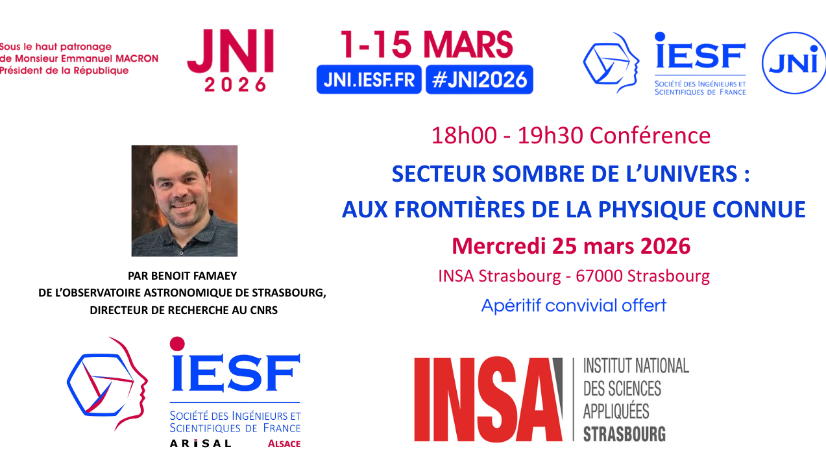 Sous le haut patronage
de Monsieur Emmanuel MACRON
Président de la République
JNI
2026
1-15 MARS
JNI.IESF.FR #JNI2026
iESF
SOCIÉTÉ DES INGÉNIEURS ET
SCIENTIFIQUES DE FRANCE
JNi
18h00 - 19h30 Conférence
SECTEUR SOMBRE DE L’UNIVERS :
AUX FRONTIÈRES DE LA PHYSIQUE CONNUE
Mercredi 25 mars 2026
INSA Strasbourg - 67000 Strasbourg
Apéritif convivial offert
PAR BENOIT FAMAEY
DE L’OBSERVATOIRE ASTRONOMIQUE DE STRASBOURG,
DIRECTEUR DE RECHERCHE AU CNRS
iESF
SOCIÉTÉ DES INGÉNIEURS ET
SCIENTIFIQUES DE FRANCE
ARiSAL ALSACE
INSA
INSTITUT NATIONAL
DES SCIENCES
APPLIQUÉES
STRASBOURG